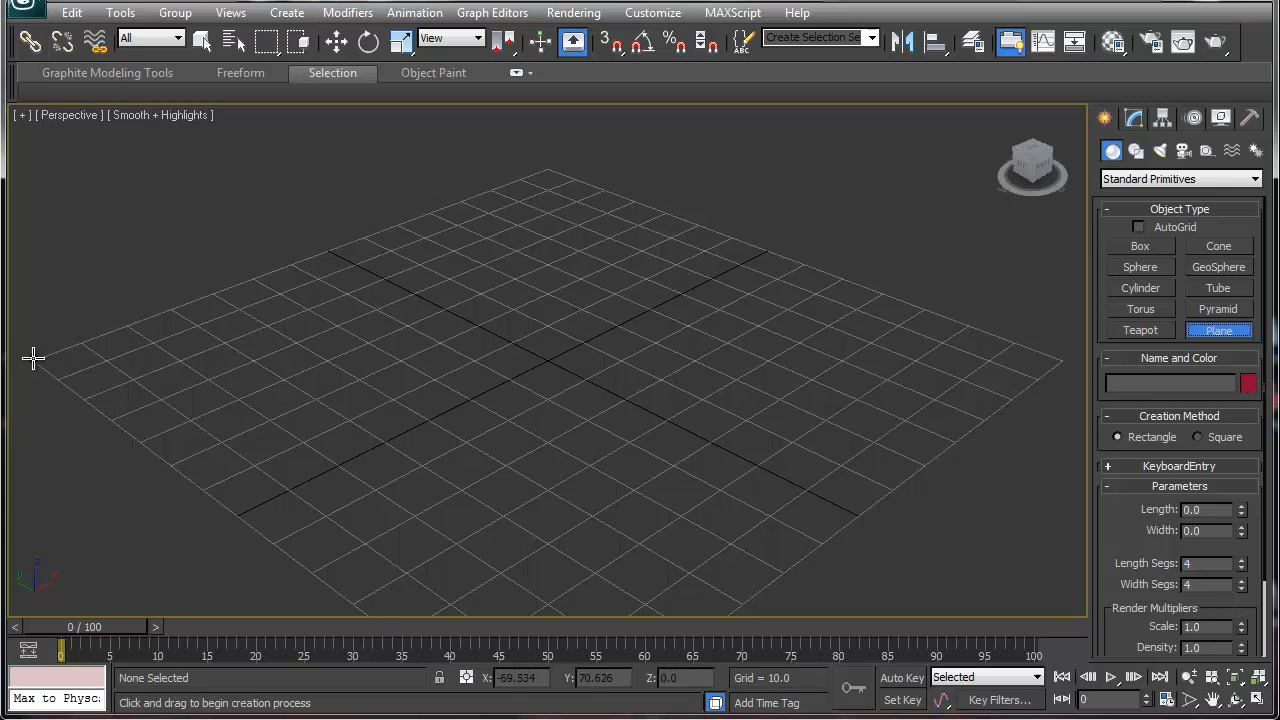 Edit Tools Group Views Create Modifiers Animation Graph Editors Rendering Customize MAXScript Help
All View 3 % ABC Create Selection Se
Graphite Modeling Tools Freeform Selection Object Paint
[ + ] [ Perspective ] [ Smooth + Highlights ]
Standard Primitives
- Object Type
AutoGrid
Box Cone
Sphere GeoSphere
Cylinder Tube
Torus Pyramid
Teapot Plane
- Name and Color
- Creation Method
Rectangle Square
+ KeyboardEntry
- Parameters
Length: 0.0
Width: 0.0
Length Segs: 4
Width Segs: 4
Render Multipliers
Scale: 1.0
Density: 1.0
z
y x
< 0 / 100 >
0 5 10 15 20 25 30 35 40 45 50 55 60 65 70 75 80 85 90 95 100
None Selected X: -69.534 Y: 70.626 Z: 0.0 Grid = 10.0 Auto Key Selected
Max to Physc Click and drag to begin creation process Add Time Tag Set Key Key Filters... 0